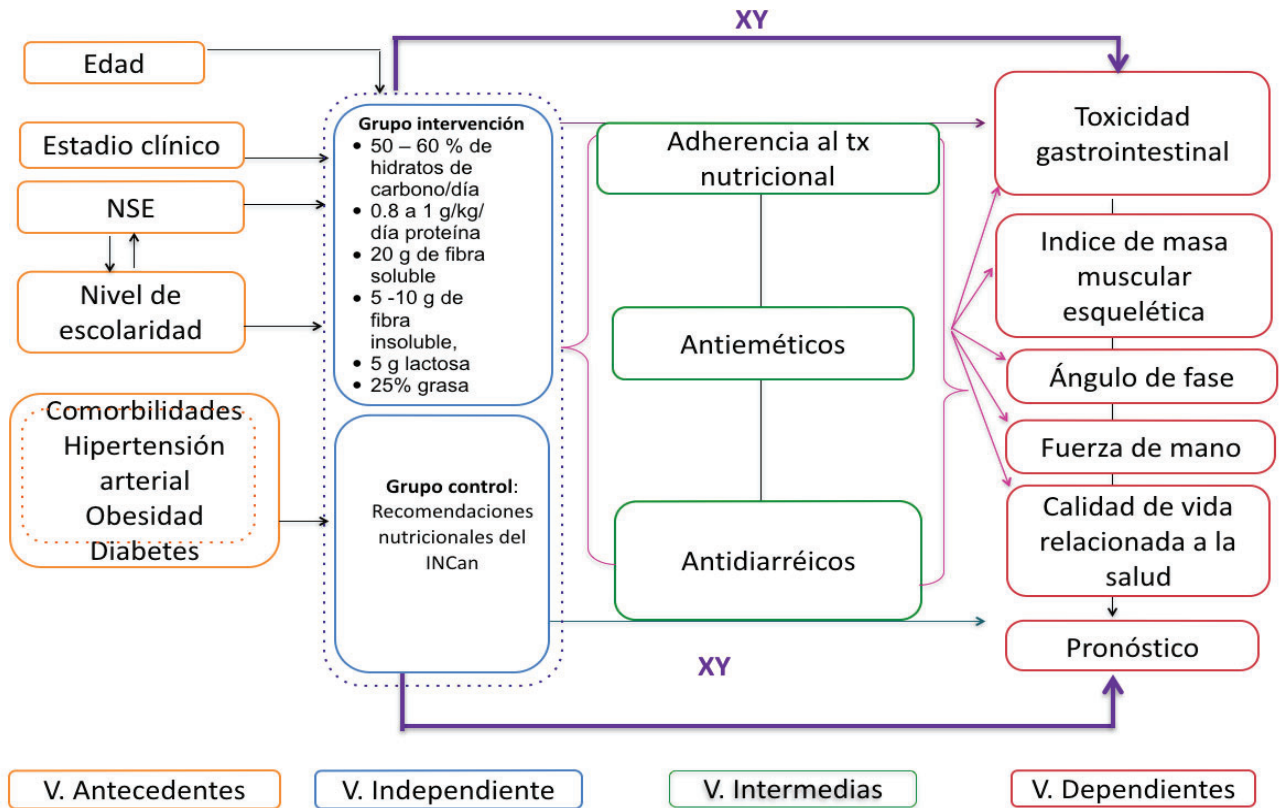 XY
Edad
Estadio clínico
NSE
Nivel de
escolaridad
Comorbilidades
Hipertensión
arterial
Obesidad
Diabetes
Grupo intervención
• 50 – 60 % de
hidratos de
carbono/día
• 0.8 a 1 g/kg/
día proteína
• 20 g de fibra
soluble
• 5 -10 g de
fibra
insoluble,
• 5 g lactosa
• 25% grasa
Grupo control:
Recomendaciones
nutricionales del
INCan
Adherencia al tx
nutricional
Antieméticos
Antidiarréicos
Toxicidad
gastrointestinal
Indice de masa
muscular
esquelética
Ángulo de fase
Fuerza de mano
Calidad de vida
relacionada a la
salud
Pronóstico
XY
V. Antecedentes
V. Independiente
V. Intermedias
V. Dependientes